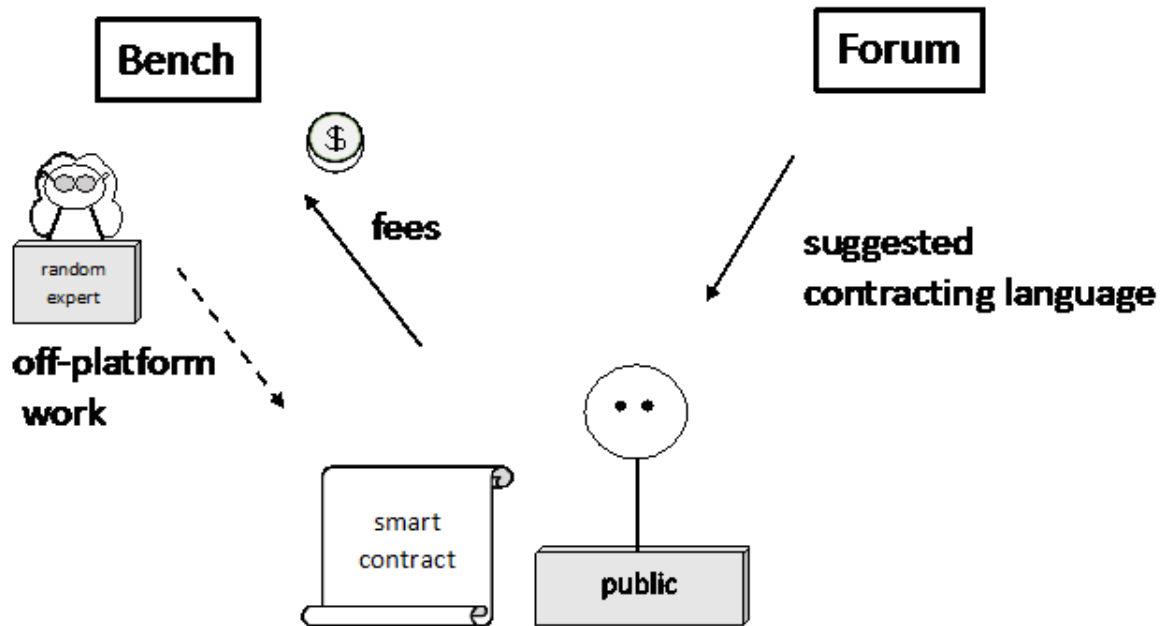 Bench
Forum
$
fees
random
expert
suggested
contracting language
off-platform
work
smart
contract
public